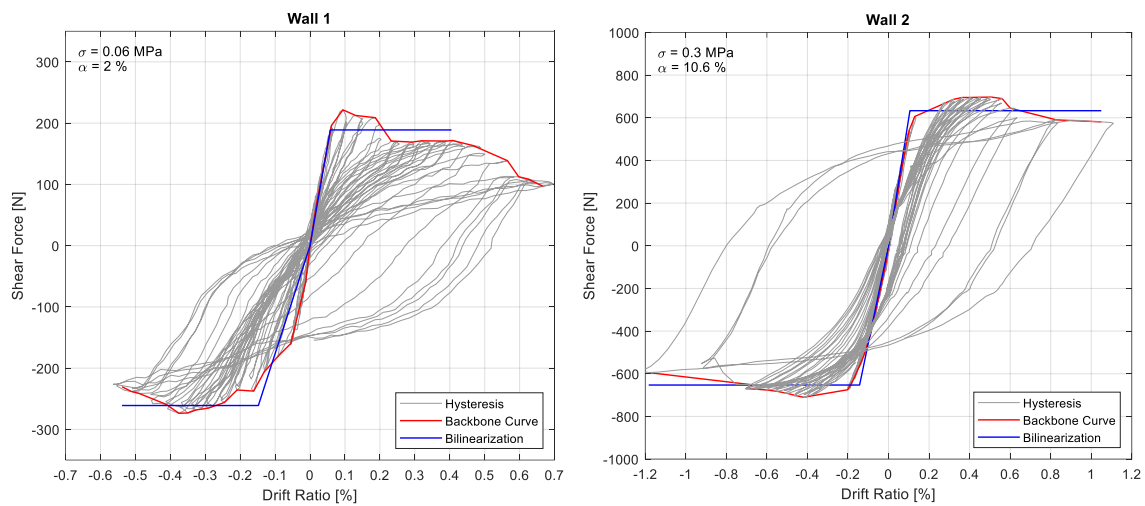 Wall 1
σ = 0.06 MPa
α = 2 %
300
200
100
0
-100
-200
-300
Shear Force [N]
Hysteresis
Backbone Curve
Bilinearization
-0.7 -0.6 -0.5 -0.4 -0.3 -0.2 -0.1 0 0.1 0.2 0.3 0.4 0.5 0.6 0.7
Drift Ratio [%]
Wall 2
σ = 0.3 MPa
α = 10.6 %
1000
800
600
400
200
0
-200
-400
-600
-800
-1000
Shear Force [N]
Hysteresis
Backbone Curve
Bilinearization
-1.2 -1 -0.8 -0.6 -0.4 -0.2 0 0.2 0.4 0.6 0.8 1 1.2
Drift Ratio [%]